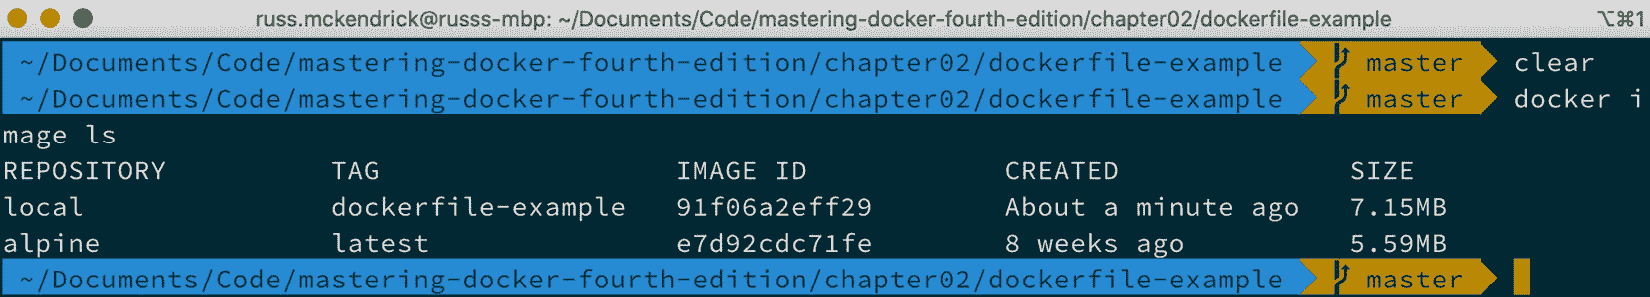 russ.mckendrick@russs-mbp: ~/Documents/Code/mastering-docker-fourth-edition/chapter02/dockerfile-example ⌥⌘1
~/Documents/Code/mastering-docker-fourth-edition/chapter02/dockerfile-example master clear
~/Documents/Code/mastering-docker-fourth-edition/chapter02/dockerfile-example master docker i
mage ls
REPOSITORY TAG IMAGE ID CREATED SIZE
local dockerfile-example 91f06a2eff29 About a minute ago 7.15MB
alpine latest e7d92cdc71fe 8 weeks ago 5.59MB
~/Documents/Code/mastering-docker-fourth-edition/chapter02/dockerfile-example master